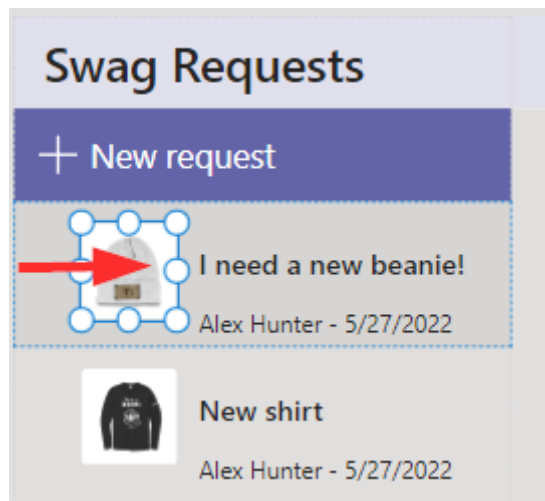 Swag Requests
New request
I need a new beanie!
Alex Hunter - 5/27/2022
New shirt
Alex Hunter - 5/27/2022